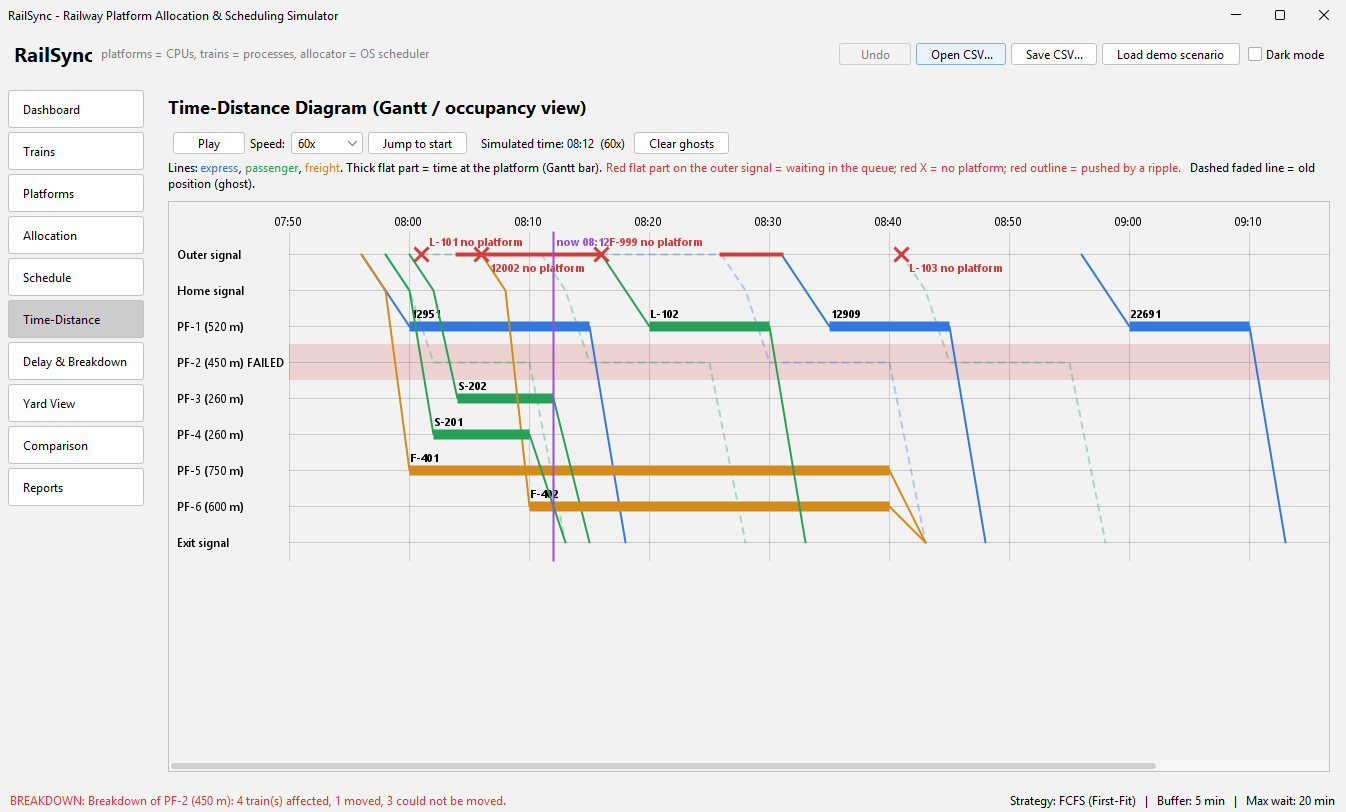 RailSync - Railway Platform Allocation & Scheduling Simulator
RailSync platforms = CPUs, trains = processes, allocator = OS scheduler
Undo Open CSV... Save CSV... Load demo scenario Dark mode
Dashboard
Trains
Platforms
Allocation
Schedule
Time-Distance
Delay & Breakdown
Yard View
Comparison
Reports
Time-Distance Diagram (Gantt / occupancy view)
Play Speed: 60x Jump to start Simulated time: 08:12 (60x) Clear ghosts
Lines: express, passenger, freight. Thick flat part = time at the platform (Gantt bar). Red flat part on the outer signal = waiting in the queue; red X = no platform; red outline = pushed by a ripple. Dashed faded line = old
position (ghost).
07:50 08:00 08:10 08:20 08:30 08:40 08:50 09:00 09:10
L-101 no platform now 08:12 F-999 no platform
Outer signal
12002 no platform L-103 no platform
Home signal
12951 L-102 12909 22691
PF-1 (520 m)
PF-2 (450 m) FAILED
S-202
PF-3 (260 m)
S-201
PF-4 (260 m)
F-401
PF-5 (750 m)
F-402
PF-6 (600 m)
Exit signal
BREAKDOWN: Breakdown of PF-2 (450 m): 4 train(s) affected, 1 moved, 3 could not be moved.
Strategy: FCFS (First-Fit) | Buffer: 5 min | Max wait: 20 min